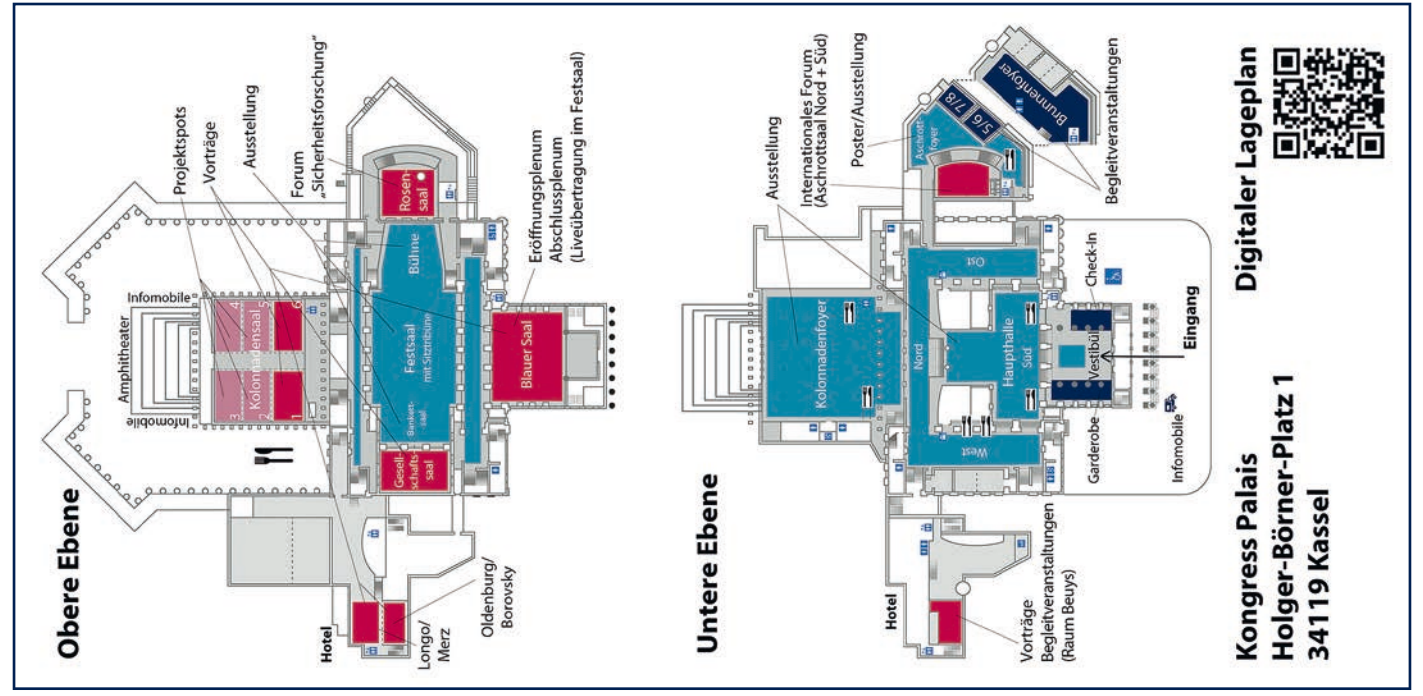 Obere Ebene
Projektspots
Vorträge
Ausstellung
Forum
„Sicherheitsforschung“
Infomobile
Amphitheater
Infomobile
Kolonnadensaal
1
2
3
4
5
6
Rosen-
saal
Bühne
Festsaal
mit Sitztribüne
Bankett-
saal
Gesell-
schafts-
saal
Blauer Saal
Eröffnungsplenum
Abschlussplenum
(Liveübertragung im Festsaal)
Hotel
Longo/
Merz
Oldenburg/
Borovsky
Untere Ebene
Ausstellung
Internationales Forum
(Aschrottsaal Nord + Süd)
Poster/Ausstellung
Begleitveranstaltungen
Kolonnadenfoyer
Nord
Ost
West
Haupthalle
Süd
Aschrott-
foyer
7/8
5/6
Brunnenfoyer
Vestibül
Check-In
Garderobe
Infomobile
Eingang
Hotel
Vorträge
Begleitveranstaltungen
(Raum Beuys)
Kongress Palais
Holger-Börner-Platz 1
34119 Kassel
Digitaler Lageplan